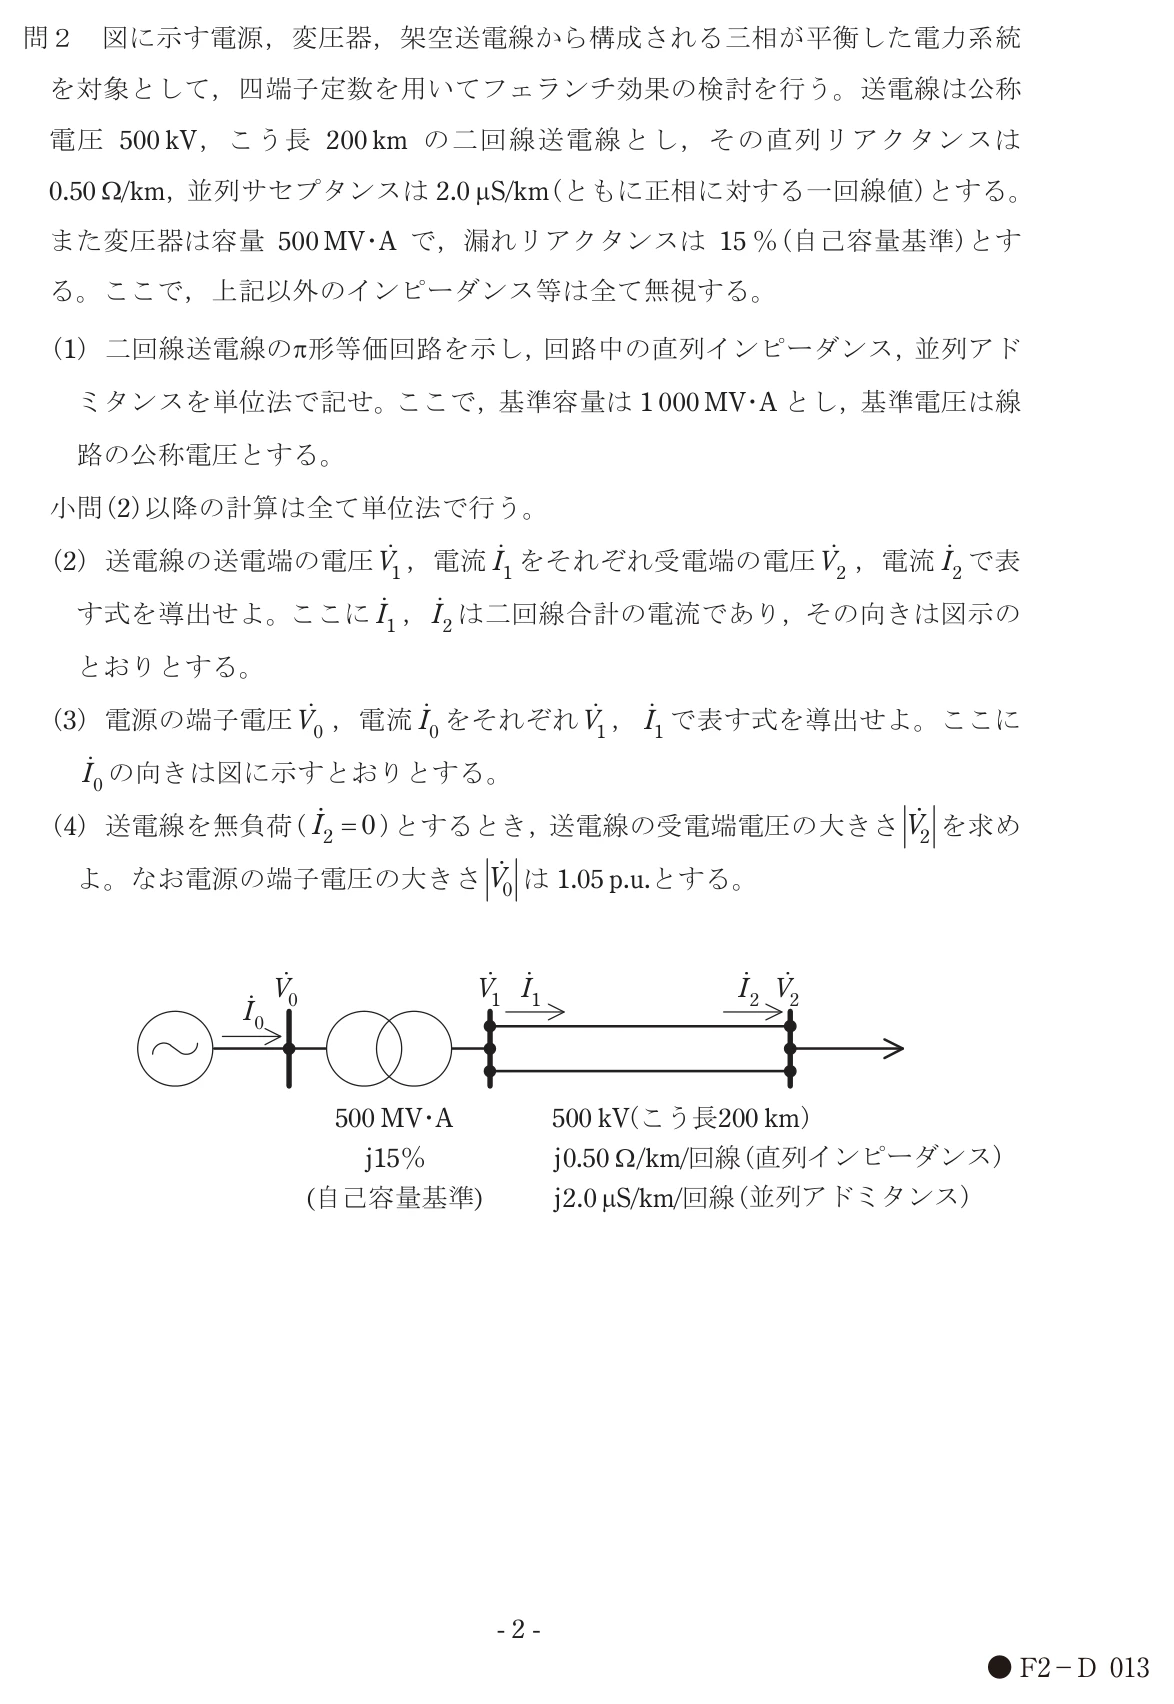 問２　図に示す電源，変圧器，架空送電線から構成される三相が平衡した電力系統
を対象として，四端子定数を用いてフェランチ効果の検討を行う。送電線は公称
電圧 500 kV，こう長 200 km の二回線送電線とし，その直列リアクタンスは
0.50 Ω/km，並列サセプタンスは 2.0 μS/km（ともに正相に対する一回線値）とする。
また変圧器は容量 500 MV･A で，漏れリアクタンスは 15 %（自己容量基準）とす
る。ここで，上記以外のインピーダンス等は全て無視する。
(1) 二回線送電線のπ形等価回路を示し，回路中の直列インピーダンス，並列アド
ミタンスを単位法で記せ。ここで，基準容量は 1 000 MV･A とし，基準電圧は線
路の公称電圧とする。
小問(2)以降の計算は全て単位法で行う。
(2) 送電線の送電端の電圧 V̇₁，電流 İ₁ をそれぞれ受電端の電圧 V̇₂，電流 İ₂ で表
す式を導出せよ。ここに İ₁，İ₂ は二回線合計の電流であり，その向きは図示の
とおりとする。
(3) 電源の端子電圧 V̇₀，電流 İ₀ をそれぞれ V̇₁，İ₁ で表す式を導出せよ。ここに
İ₀ の向きは図に示すとおりとする。
(4) 送電線を無負荷（İ₂ = 0）とするとき，送電線の受電端電圧の大きさ |V̇₂| を求め
よ。なお電源の端子電圧の大きさ |V̇₀| は 1.05 p.u.とする。
İ₀ V̇₀ V̇₁ İ₁ İ₂ V̇₂
500 MV･A 500 kV(こう長200 km)
j15% j0.50 Ω/km/回線（直列インピーダンス）
(自己容量基準) j2.0 μS/km/回線（並列アドミタンス）
- 2 -
● F2－D 013